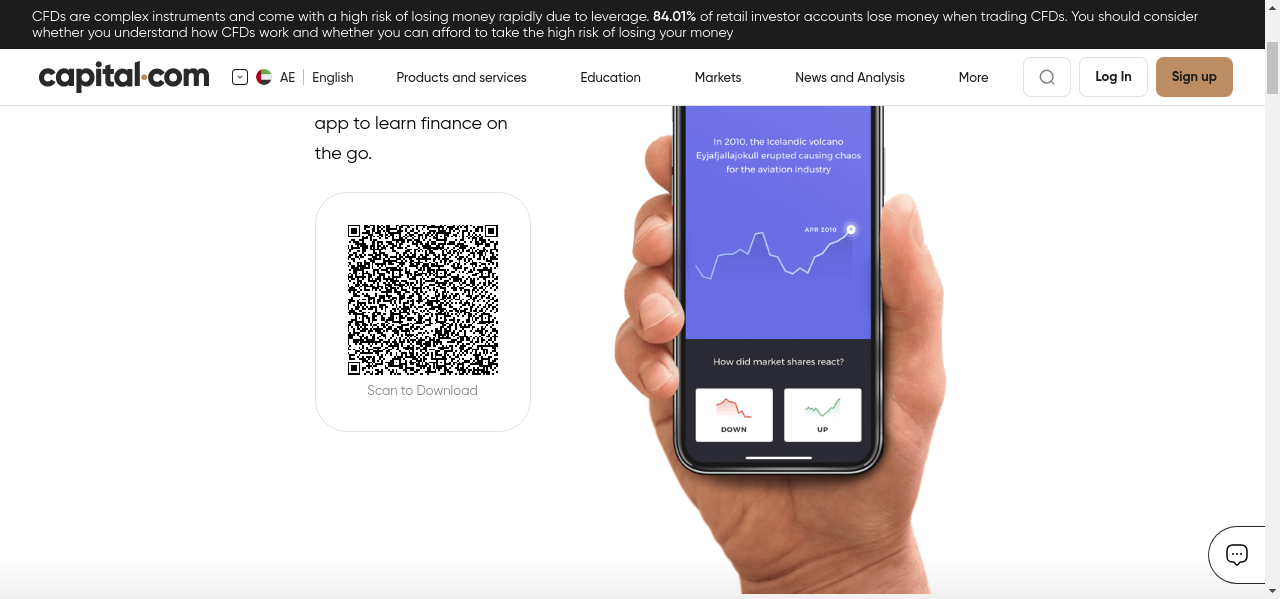 CFDs are complex instruments and come with a high risk of losing money rapidly due to leverage. 84.01% of retail investor accounts lose money when trading CFDs. You should consider
whether you understand how CFDs work and whether you can afford to take the high risk of losing your money
capital.com AE English Products and services Education Markets News and Analysis More Log In Sign up
app to learn finance on
the go.
Scan to Download
In 2010, the Icelandic volcano
Eyjafjallajokull erupted causing chaos
for the aviation industry
APR 2010
How did market shares react?
DOWN UP